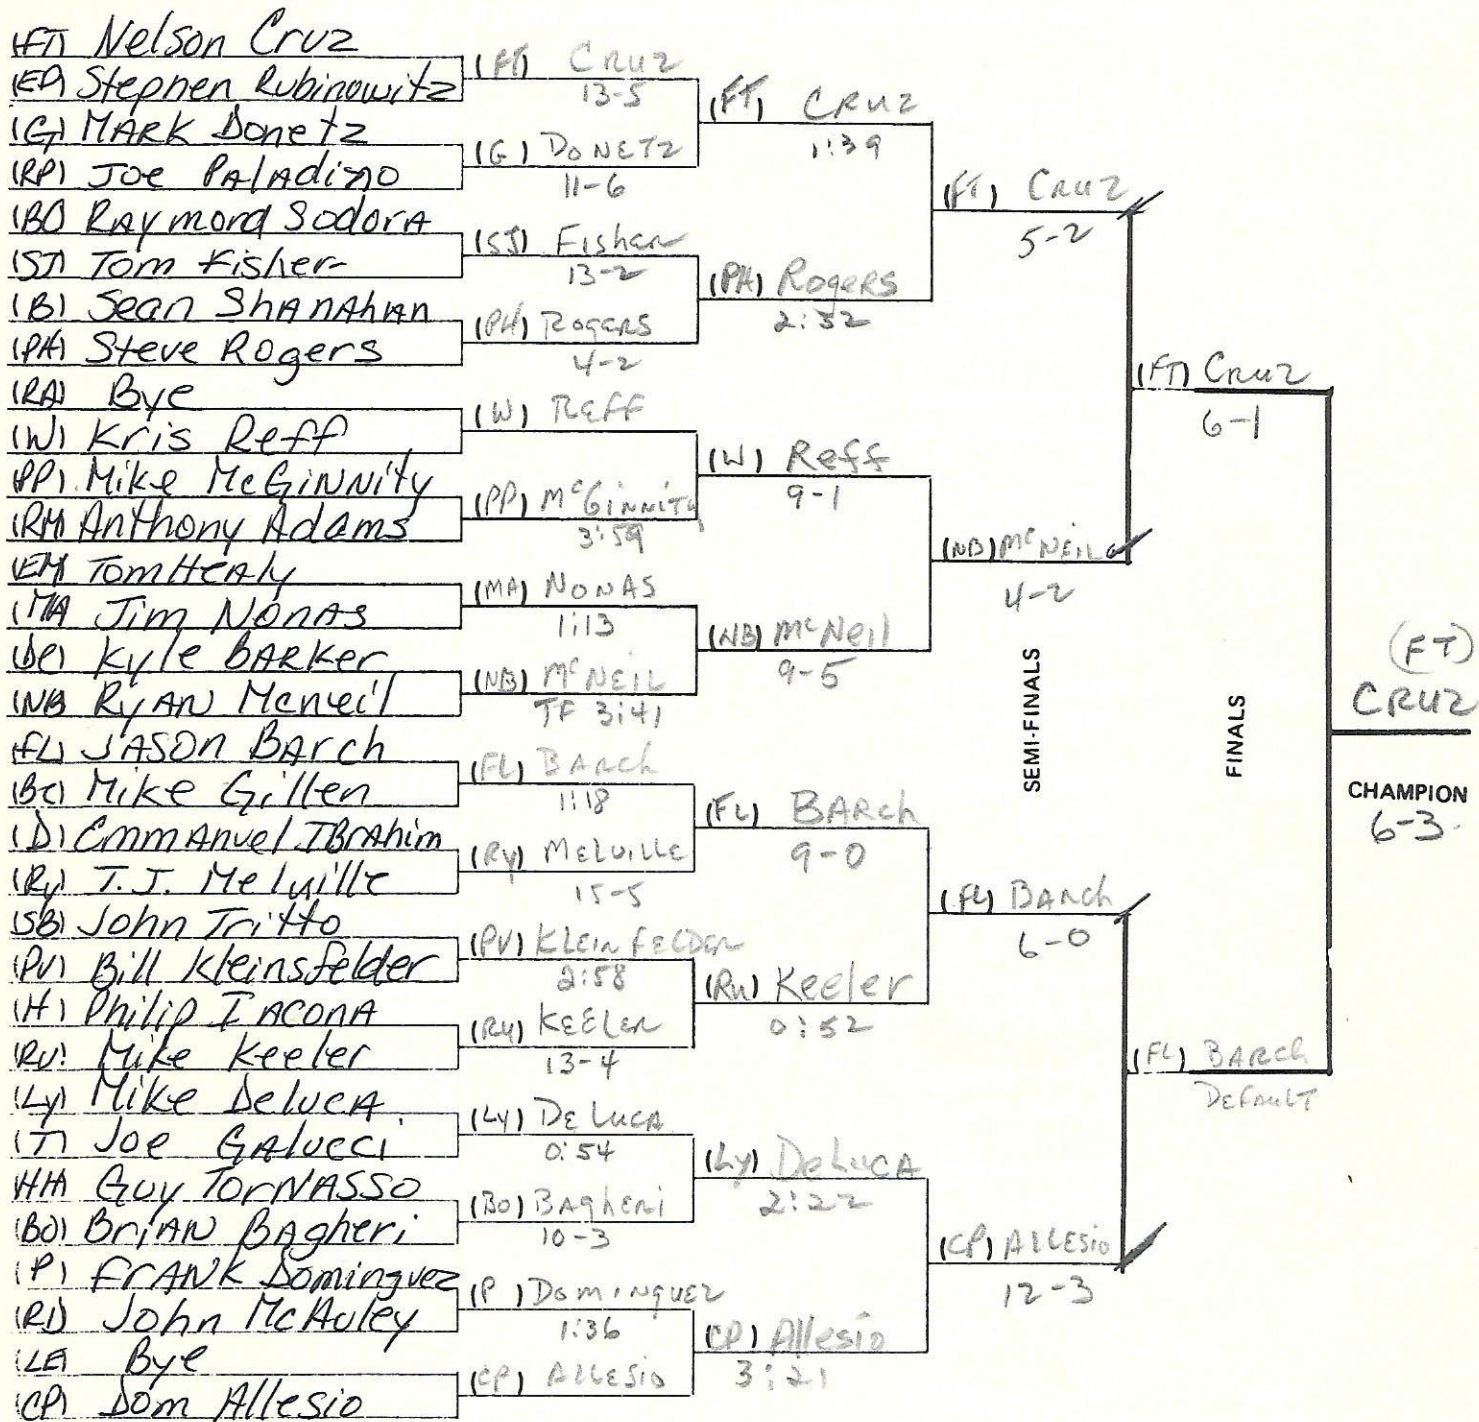 (FT) Nelson Cruz
(EP) Stephen Rubinowitz
(G) MARK Donetz
(RP) Joe PALAdino
(BO) RAymond SodorA
(SJ) Tom Fisher
(B) Sean ShAnAhAn
(PH) Steve Rogers
(RA) Bye
(W) Kris Reff
(PP) Mike McGiNNity
(RM) Anthony Adams
(EM) Tom HeAly
(MA) Jim NonAs
(De) Kyle BARKer
(NB) RyAN Mcneil
(FL) JASON BArch
(BC) Mike Gillen
(D) EmmAnuel IBrAhim
(Ry) T.J. Melville
(SB) John Tritto
(PV) Bill Kleinsfelder
(H) Philip IAconA
(RU) Mike Keeler
(Ly) Mike DelucA
(T) Joe GAlucci
(HH) Guy TorNASSO
(BO) BriAN BAgheri
(P) FrANK Dominguez
(RD) John McAuley
(LE) Bye
(CP) Dom Allesio
(FT) CRUZ
13-5
(G) DONETZ
11-6
(SJ) Fisher
13-2
(PH) ROGERS
4-2
(W) REFF
(PP) McGINNITY
3:59
(MA) NONAS
1:13
(NB) McNEIL
TF 3:41
(FL) BARCh
1:18
(Ry) MELVILLE
15-5
(PV) KLEINFELDER
2:58
(RU) KEELER
13-4
(Ly) DELUCA
0:54
(BO) BAGhERi
10-3
(P) DOMINGUEZ
1:36
(CP) ALLESIO
(FT) CRUZ
1:39
(PH) ROgERS
2:32
(W) Reff
9-1
(NB) McNeil
9-5
(FL) BARCh
9-0
(RU) Keeler
0:52
(Ly) DeLuCA
2:22
(CP) Allesio
3:21
(FT) CRUZ
5-2
(NB) McNEIL
4-2
(FL) BARCh
6-0
(CP) ALLESIO
12-3
SEMI-FINALS
(FT) CRUZ
6-1
(FL) BARCh
DEFAULT
FINALS
(FT)
CRUZ
CHAMPION
6-3